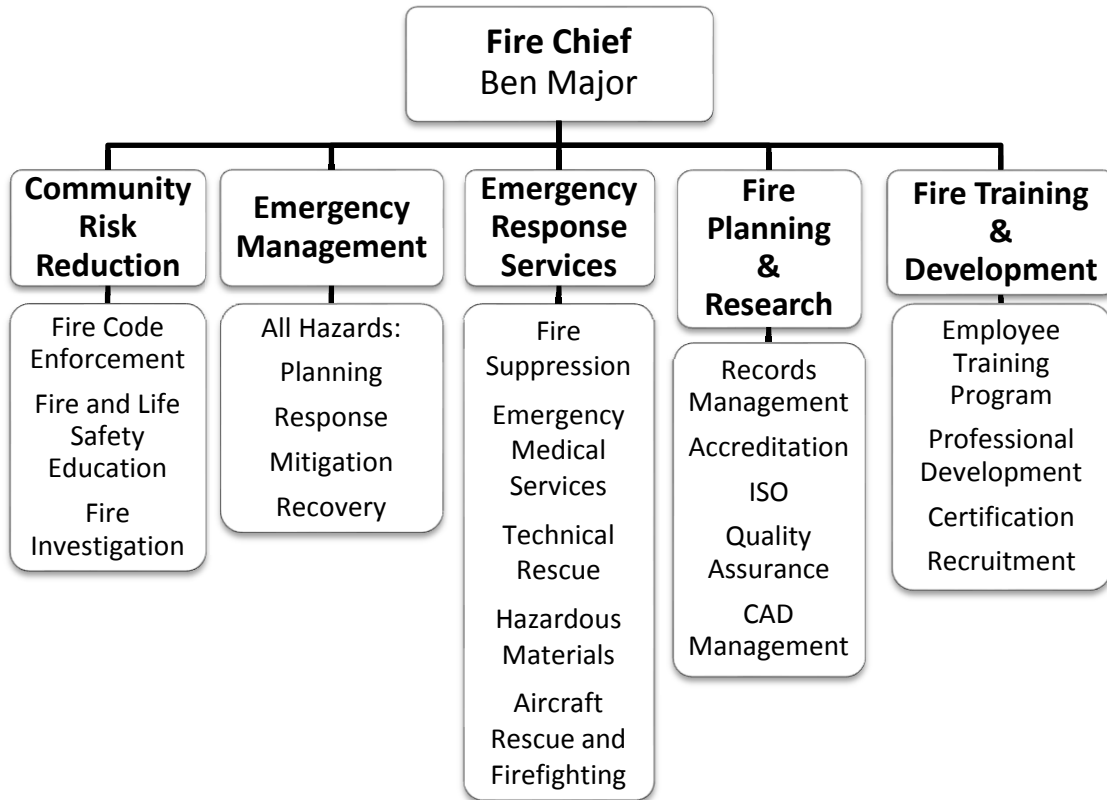 Fire Chief
Ben Major
Community
Risk
Reduction
Fire Code
Enforcement
Fire and Life
Safety
Education
Fire
Investigation
Emergency
Management
All Hazards:
Planning
Response
Mitigation
Recovery
Emergency
Response
Services
Fire
Suppression
Emergency
Medical
Services
Technical
Rescue
Hazardous
Materials
Aircraft
Rescue and
Firefighting
Fire
Planning
&
Research
Records
Management
Accreditation
ISO
Quality
Assurance
CAD
Management
Fire Training
&
Development
Employee
Training
Program
Professional
Development
Certification
Recruitment